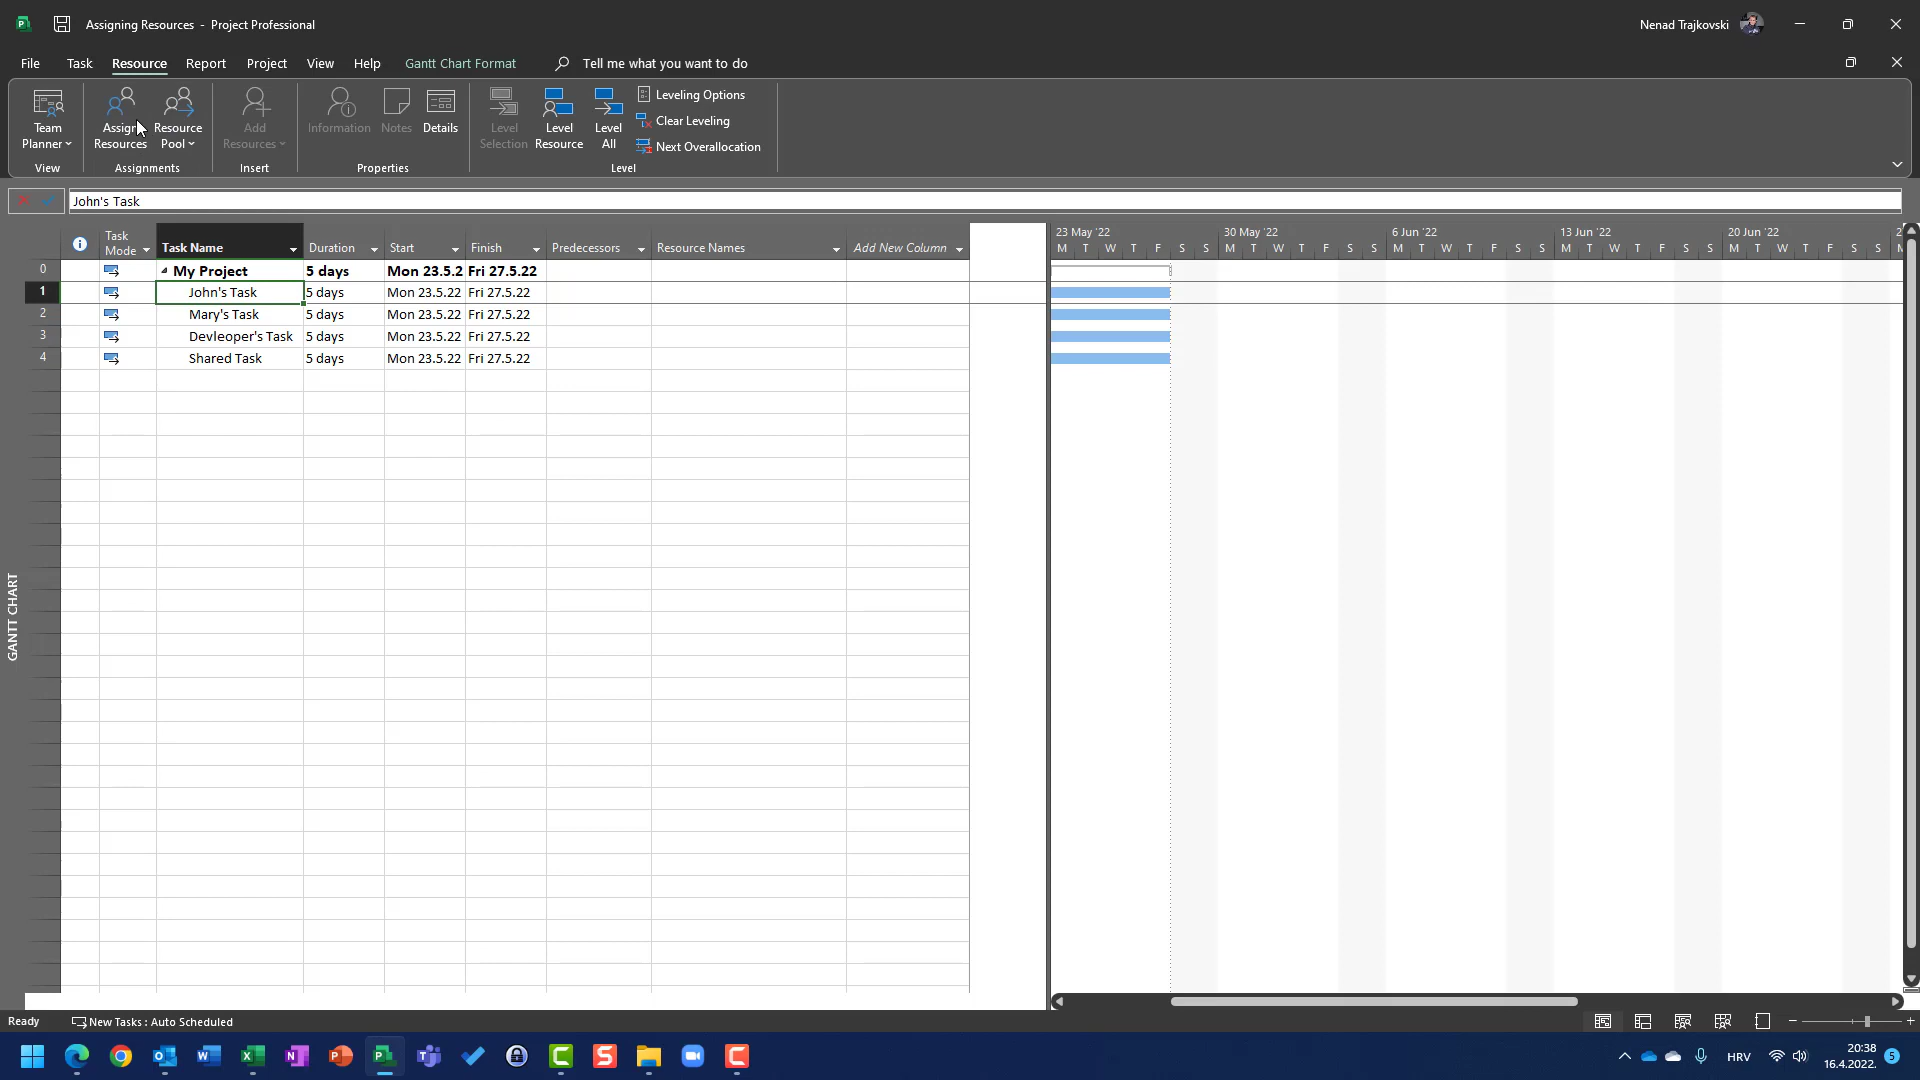 Assigning Resources - Project Professional
Nenad Trajkovski
File Task Resource Report Project View Help Gantt Chart Format Tell me what you want to do
Team Planner
Assign Resources
Resource Pool
Add Resources
Information
Notes
Details
Level Selection
Level Resource
Level All
Leveling Options
Clear Leveling
Next Overallocation
View Assignments Insert Properties Level
John's Task
Task Mode Task Name Duration Start Finish Predecessors Resource Names Add New Column
23 May '22 30 May '22 6 Jun '22 13 Jun '22 20 Jun '22 2
M T W T F S S M T W T F S S M T W T F S S M T W T F S S M T W T F S S M
0 My Project 5 days Mon 23.5.2 Fri 27.5.22
1 John's Task 5 days Mon 23.5.22 Fri 27.5.22
2 Mary's Task 5 days Mon 23.5.22 Fri 27.5.22
3 Devleoper's Task 5 days Mon 23.5.22 Fri 27.5.22
4 Shared Task 5 days Mon 23.5.22 Fri 27.5.22
GANTT CHART
Ready New Tasks : Auto Scheduled
HRV
20:38
16.4.2022.
5